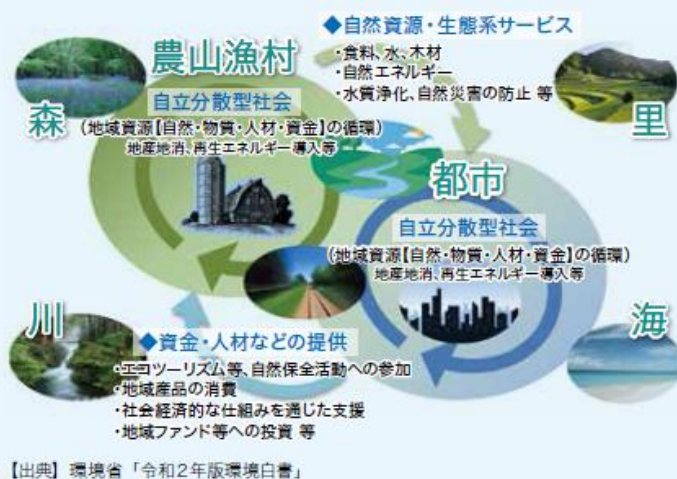 ◆自然資源・生態系サービス
・食料、水、木材
・自然エネルギー
・水質浄化、自然災害の防止 等
農山漁村
自立分散型社会
(地域資源【自然・物質・人材・資金】の循環)
地産地消、再生エネルギー導入等
森
里
都市
自立分散型社会
(地域資源【自然・物質・人材・資金】の循環)
地産地消、再生エネルギー導入等
川
海
◆資金・人材などの提供
・エコツーリズム等、自然保全活動への参加
・地域産品の消費
・社会経済的な仕組みを通じた支援
・地域ファンド等への投資 等
【出典】環境省「令和2年版環境白書」